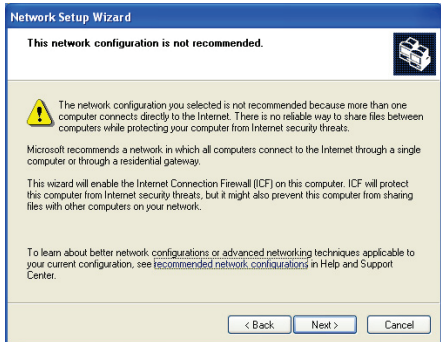 Network Setup Wizard
This network configuration is not recommended.
The network configuration you selected is not recommended because more than one
computer connects directly to the Internet. There is no reliable way to share files between
computers while protecting your computer from Internet security threats.
Microsoft recommends a network in which all computers connect to the Internet through a single
computer or through a residential gateway.
This wizard will enable the Internet Connection Firewall (ICF) on this computer. ICF will protect
this computer from Internet security threats, but it might also prevent this computer from sharing
files with other computers on your network.
To learn about better network configurations or advanced networking techniques applicable to
your current configuration, see recommended network configurations in Help and Support
Center.
< Back Next > Cancel